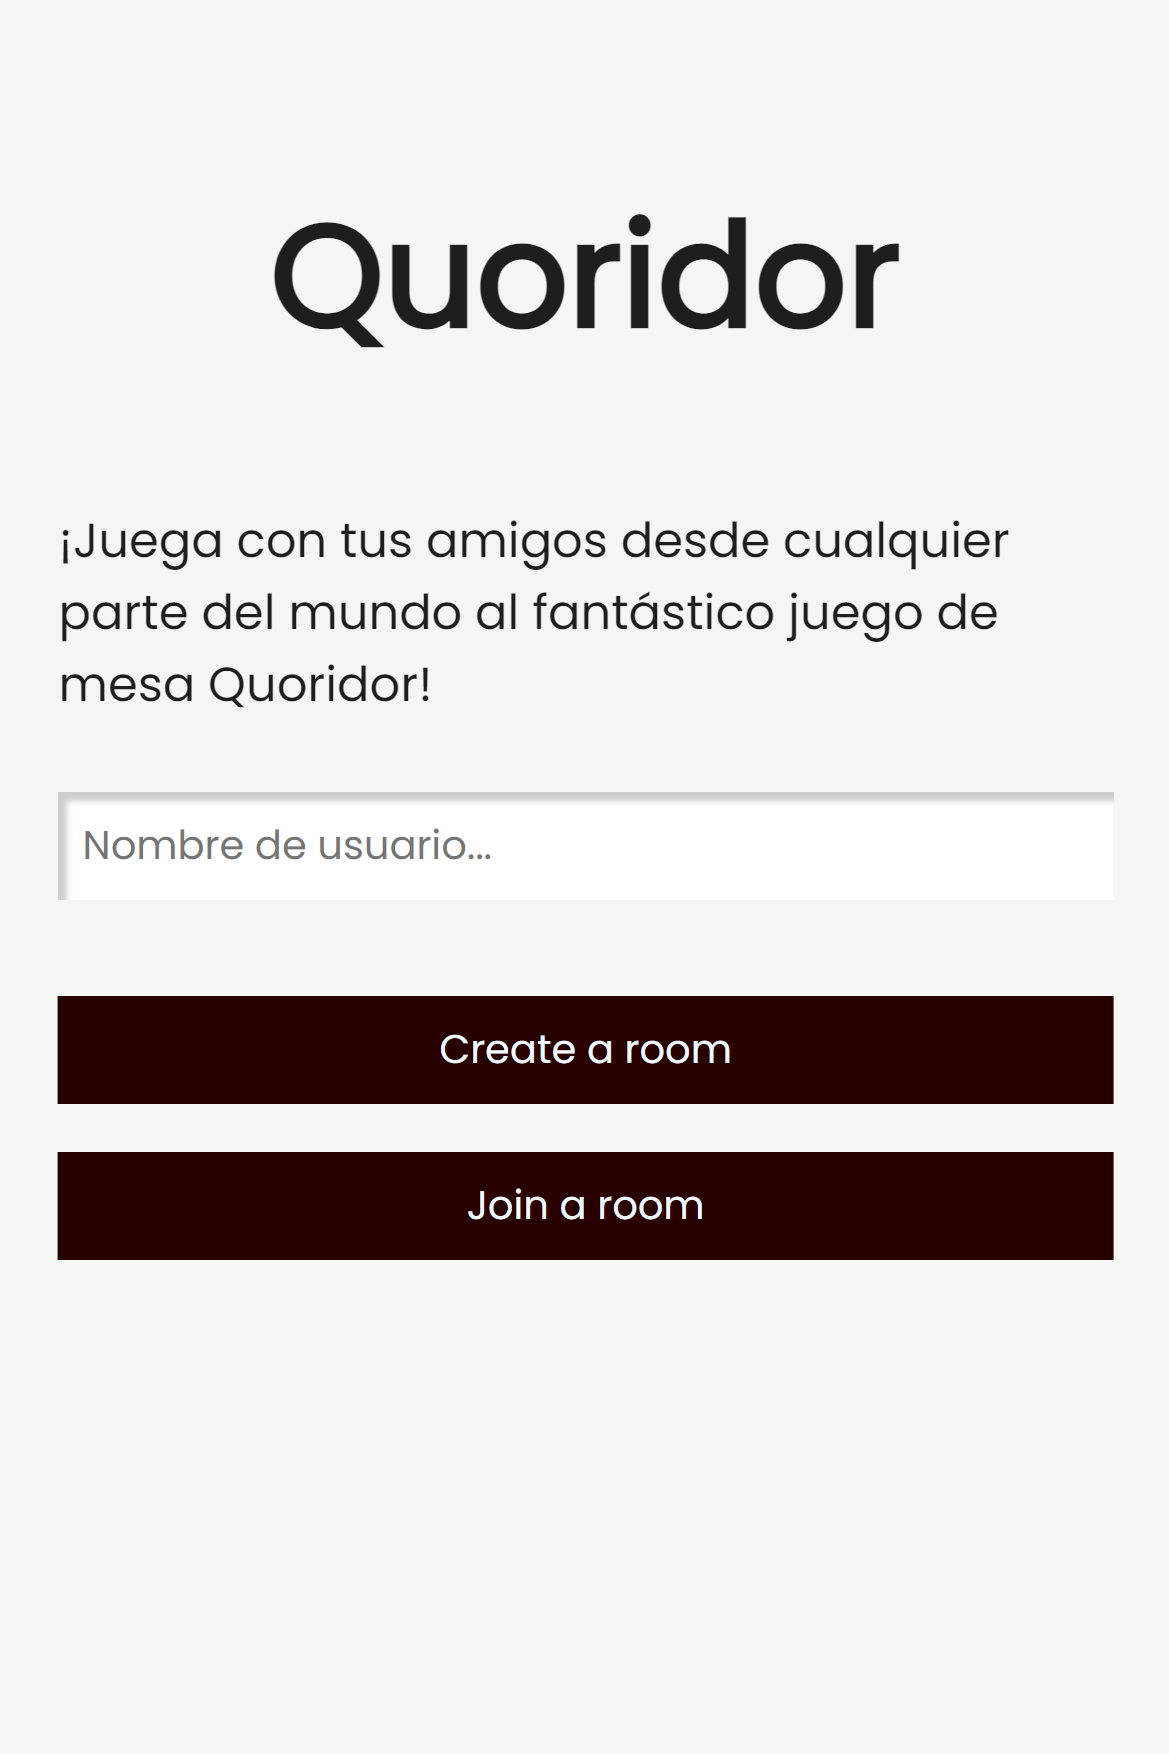 Quoridor
¡Juega con tus amigos desde cualquier
parte del mundo al fantástico juego de
mesa Quoridor!
Nombre de usuario...
Create a room
Join a room